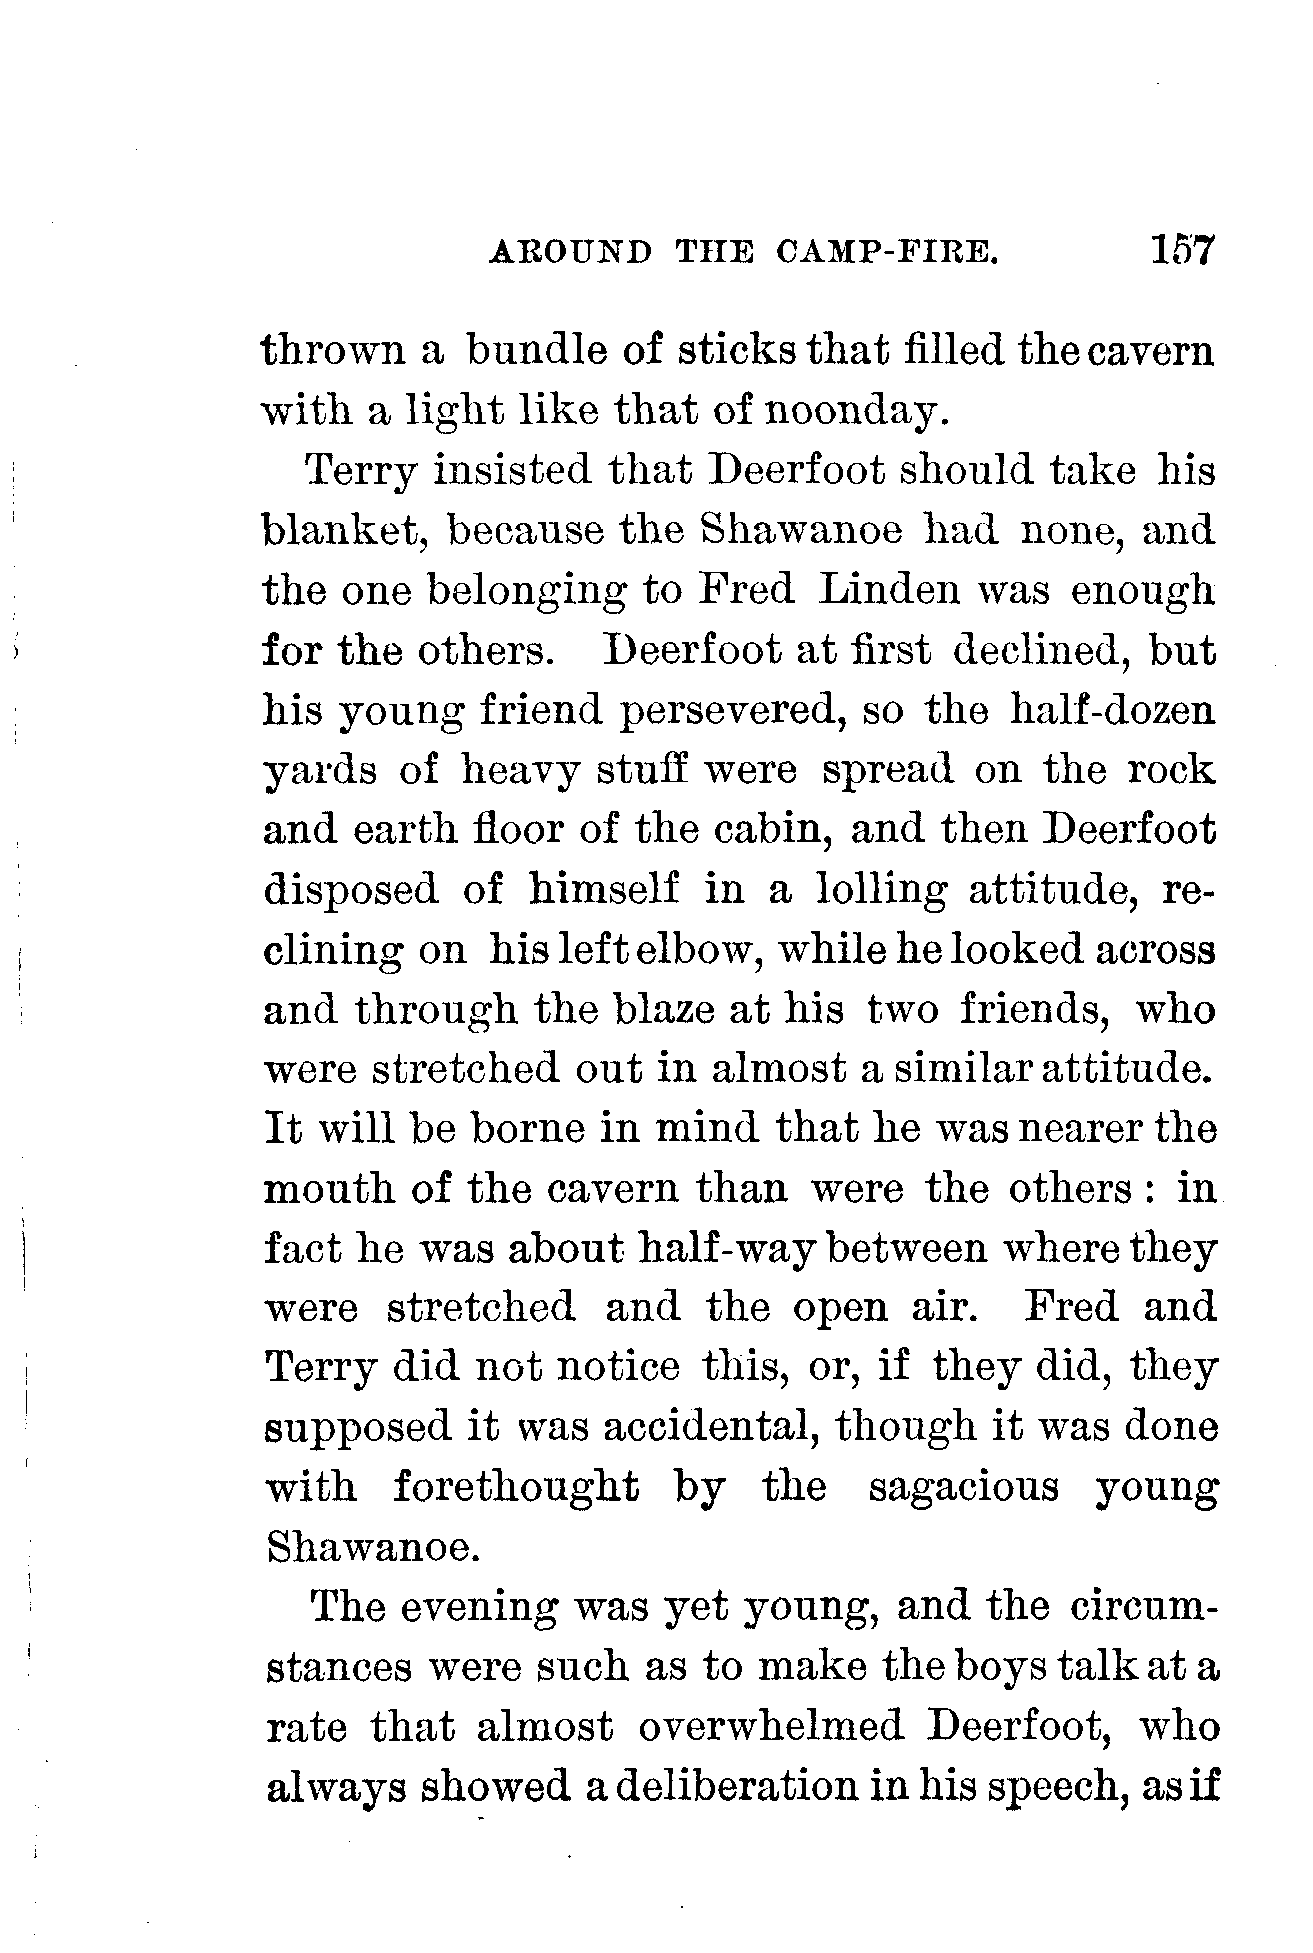 AROUND THE CAMP-FIRE. 157
thrown a bundle of sticks that filled the cavern
with a light like that of noonday.
Terry insisted that Deerfoot should take his
blanket, because the Shawanoe had none, and
the one belonging to Fred Linden was enough
for the others. Deerfoot at first declined, but
his young friend persevered, so the half-dozen
yards of heavy stuff were spread on the rock
and earth floor of the cabin, and then Deerfoot
disposed of himself in a lolling attitude, re-
clining on his left elbow, while he looked across
and through the blaze at his two friends, who
were stretched out in almost a similar attitude.
It will be borne in mind that he was nearer the
mouth of the cavern than were the others : in
fact he was about half-way between where they
were stretched and the open air. Fred and
Terry did not notice this, or, if they did, they
supposed it was accidental, though it was done
with forethought by the sagacious young
Shawanoe.
The evening was yet young, and the circum-
stances were such as to make the boys talk at a
rate that almost overwhelmed Deerfoot, who
always showed a deliberation in his speech, as if